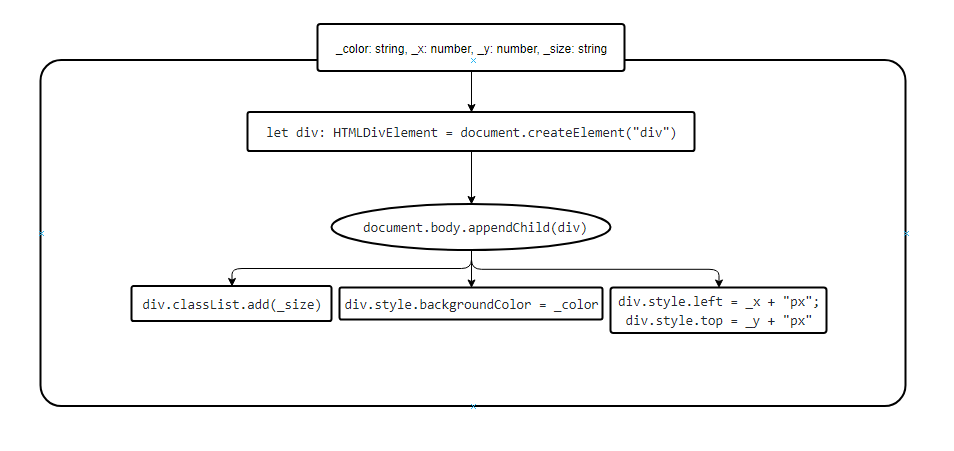 _color: string, _x: number, _y: number, _size: string
let div: HTMLDivElement = document.createElement("div")
document.body.appendChild(div)
div.classList.add(_size)
div.style.backgroundColor = _color
div.style.left = _x + "px";
div.style.top = _y + "px"